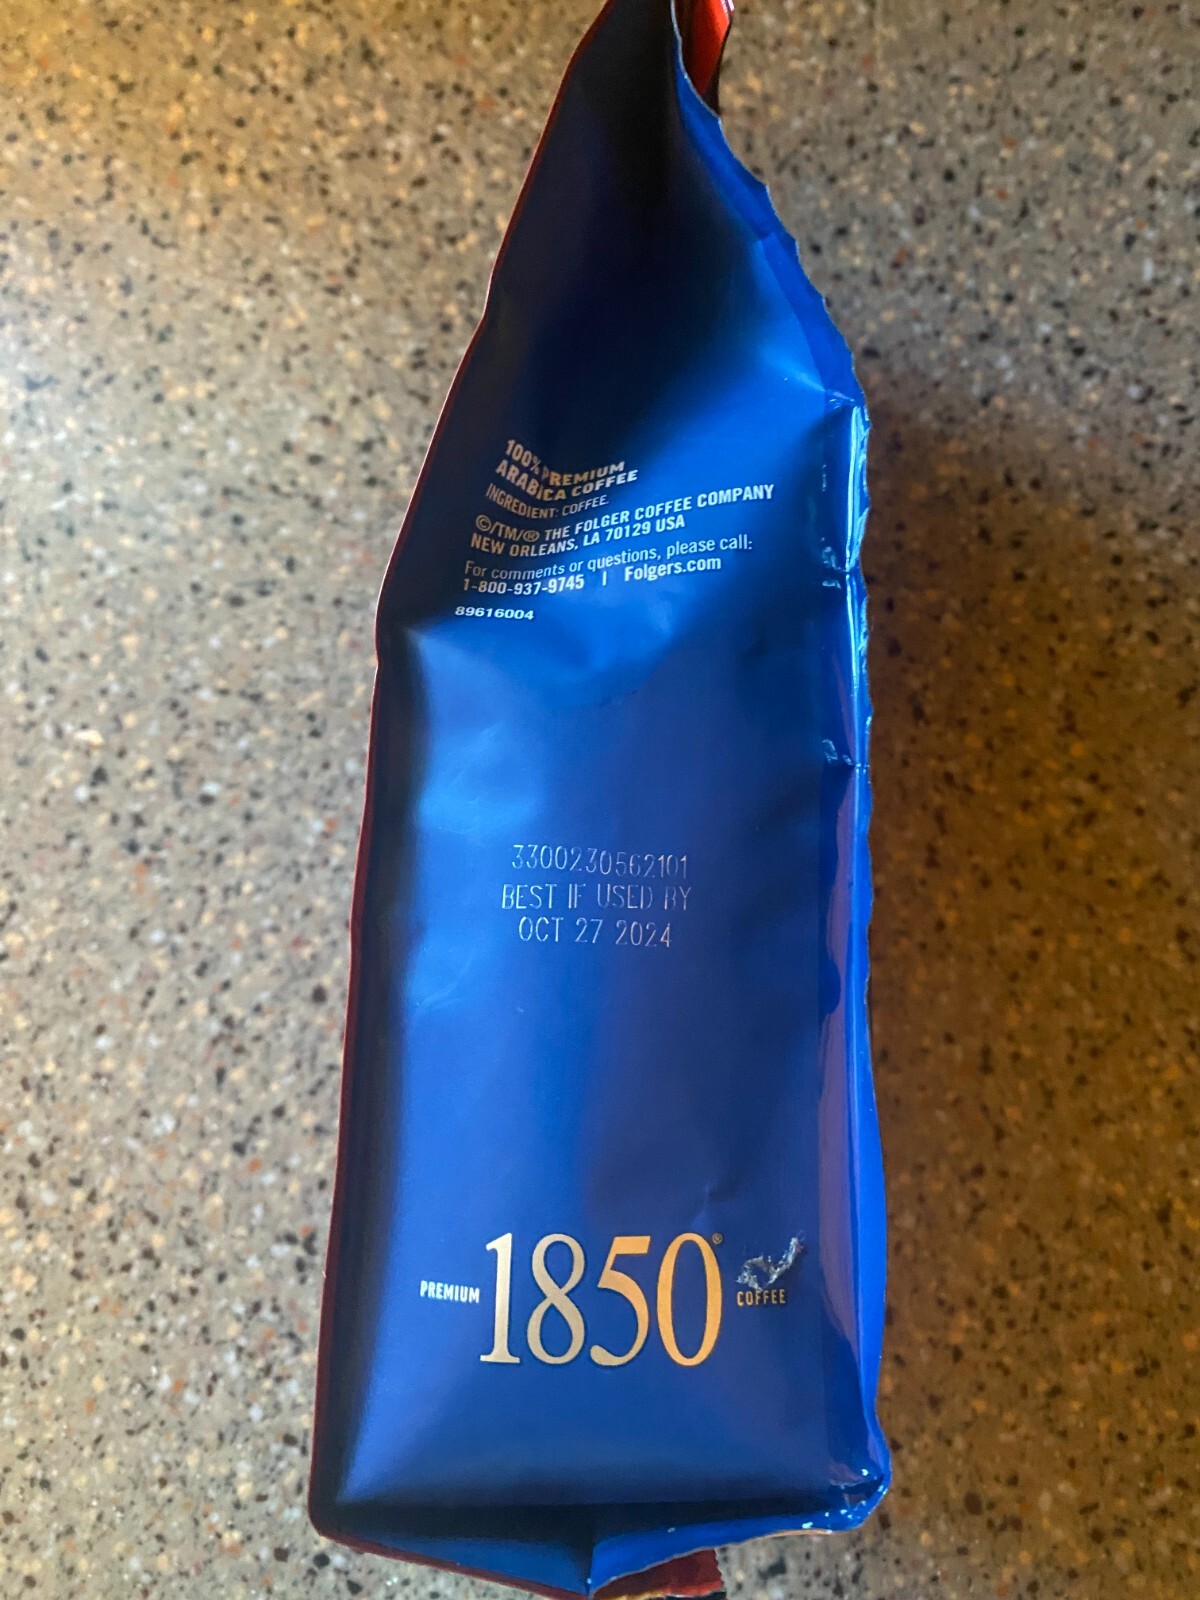 100% PREMIUM
ARABICA COFFEE
INGREDIENT: COFFEE.
©/TM/® THE FOLGER COFFEE COMPANY
NEW ORLEANS, LA 70129 USA
For comments or questions, please call:
1-800-937-9745 | Folgers.com
89616004
3300230562101
BEST IF USED BY
OCT 27 2024
PREMIUM 1850® COFFEE